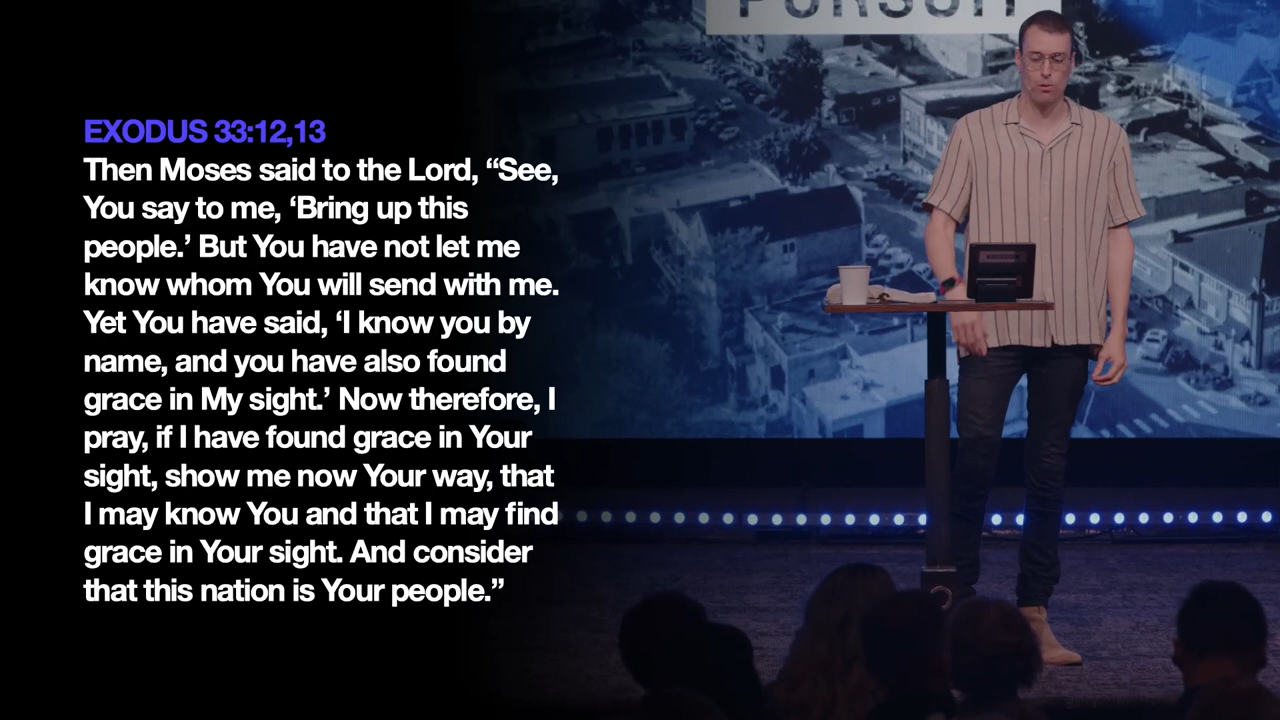 PURSUIT
EXODUS 33:12,13
Then Moses said to the Lord, “See,
You say to me, ‘Bring up this
people.’ But You have not let me
know whom You will send with me.
Yet You have said, ‘I know you by
name, and you have also found
grace in My sight.’ Now therefore, I
pray, if I have found grace in Your
sight, show me now Your way, that
I may know You and that I may find
grace in Your sight. And consider
that this nation is Your people.”